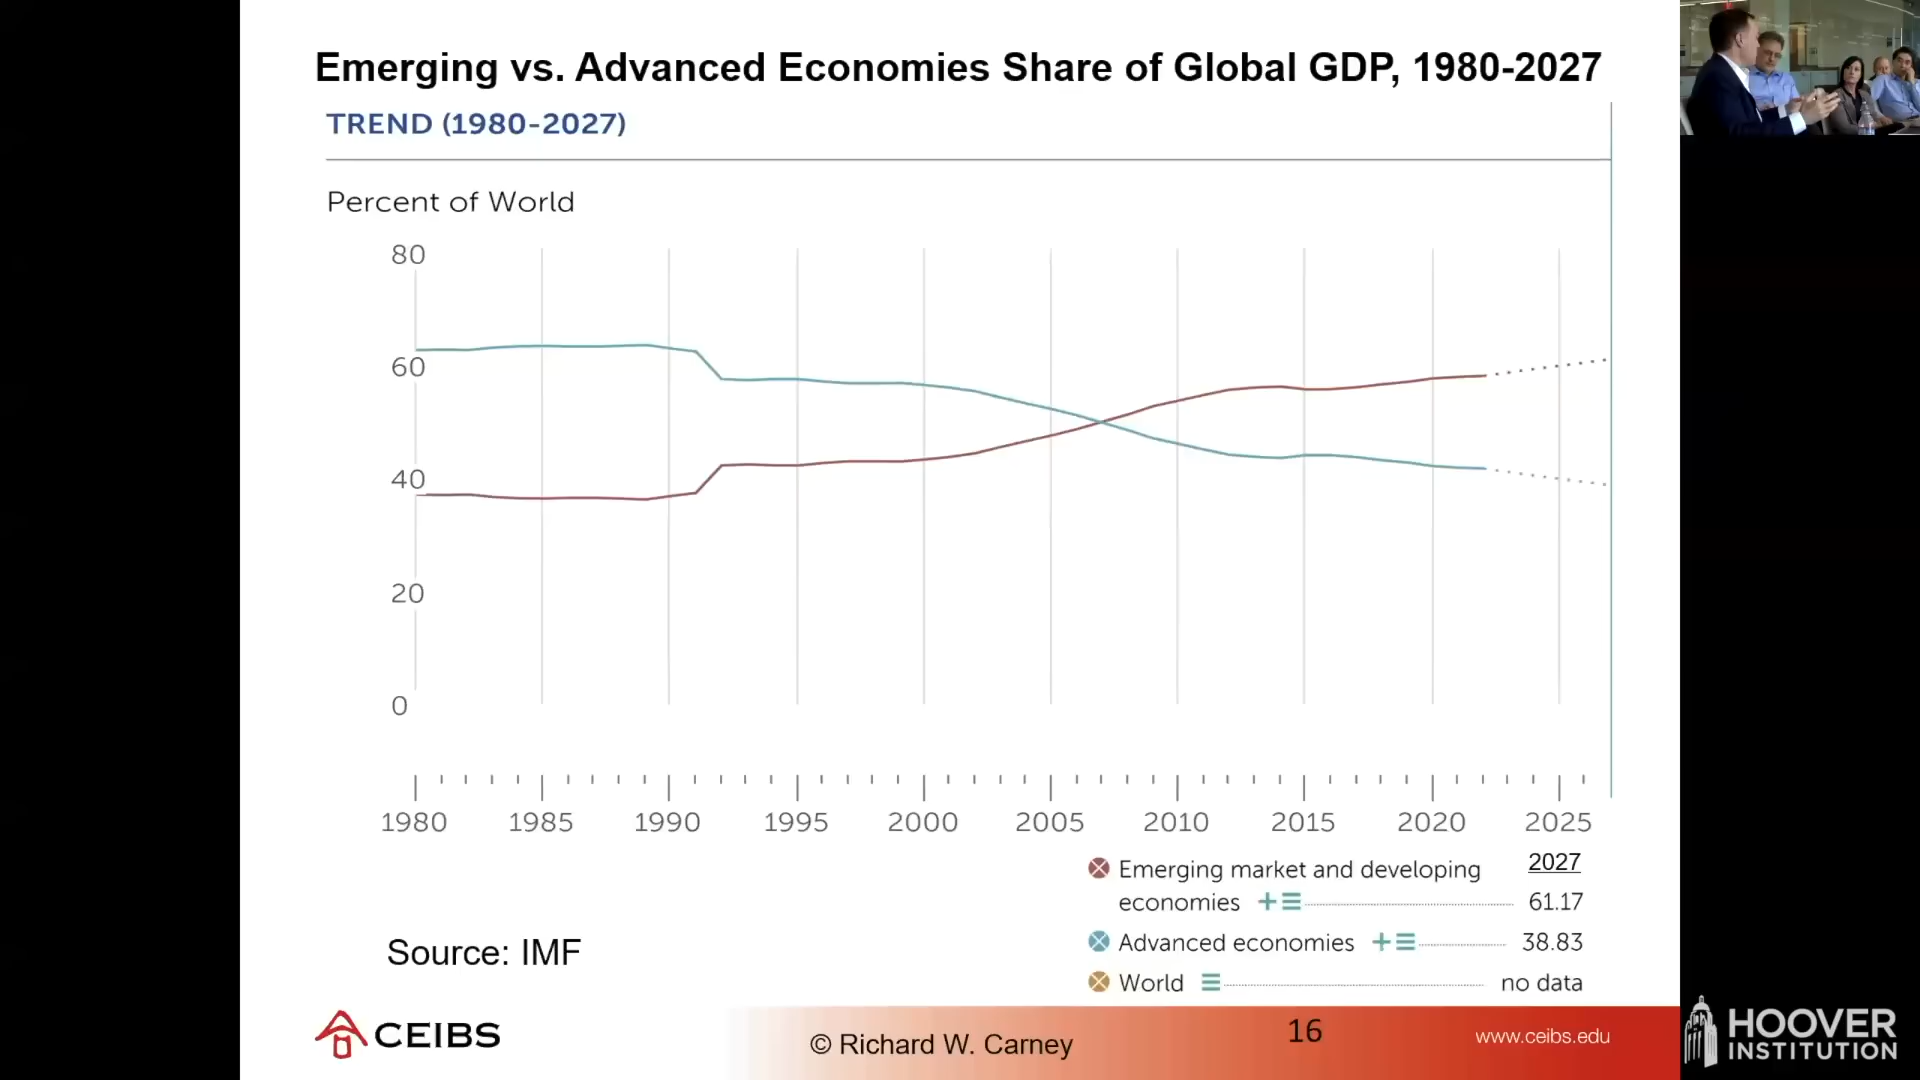 Emerging vs. Advanced Economies Share of Global GDP, 1980-2027
TREND (1980-2027)
Percent of World
80
60
40
20
0
1980 1985 1990 1995 2000 2005 2010 2015 2020 2025
2027
Emerging market and developing
economies 61.17
Advanced economies 38.83
World no data
Source: IMF
CEIBS
© Richard W. Carney
16
www.ceibs.edu
HOOVER
INSTITUTION